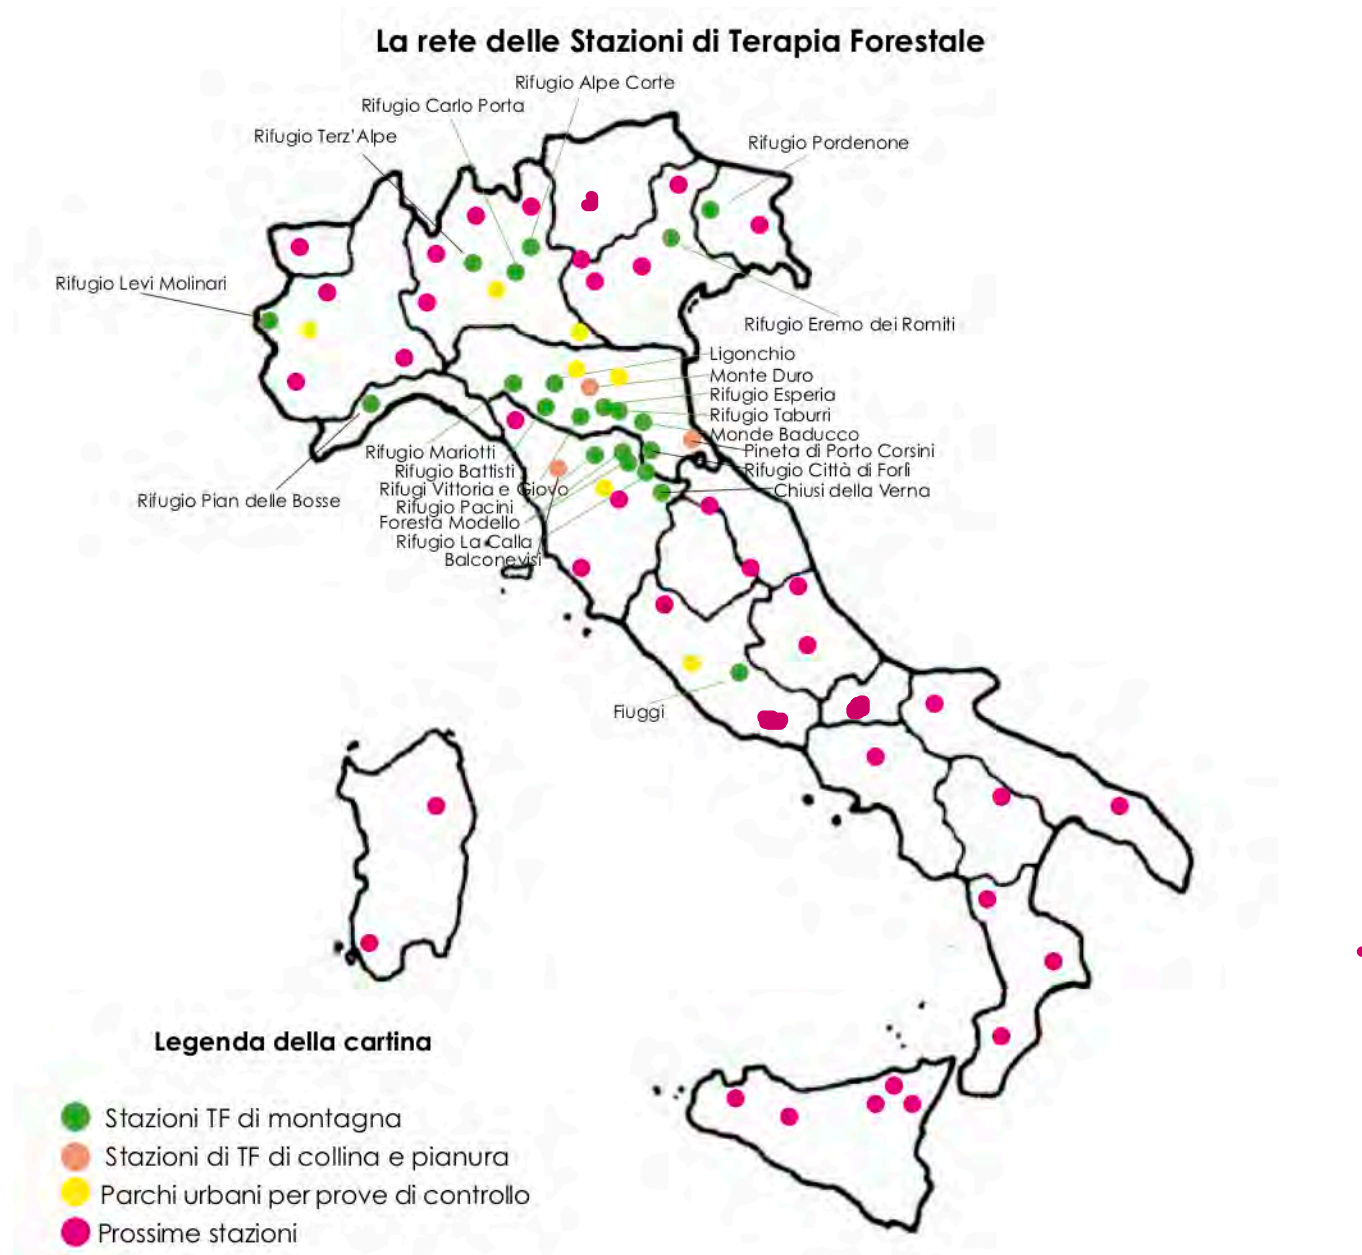 La rete delle Stazioni di Terapia Forestale
Rifugio Alpe Corte
Rifugio Carlo Porta
Rifugio Terz'Alpe
Rifugio Pordenone
Rifugio Levi Molinari
Rifugio Eremo dei Romiti
Ligonchio
Monte Duro
Rifugio Esperia
Rifugio Taburri
Monde Baducco
Pineta di Porto Corsini
Rifugio Città di Forlì
Chiusi della Verna
Rifugio Mariotti
Rifugio Battisti
Rifugi Vittoria e Giovo
Rifugio Pacini
Foresta Modello
Rifugio La Calla
Balconevisi
Rifugio Pian delle Bosse
Fiuggi
Legenda della cartina
Stazioni TF di montagna
Stazioni di TF di collina e pianura
Parchi urbani per prove di controllo
Prossime stazioni